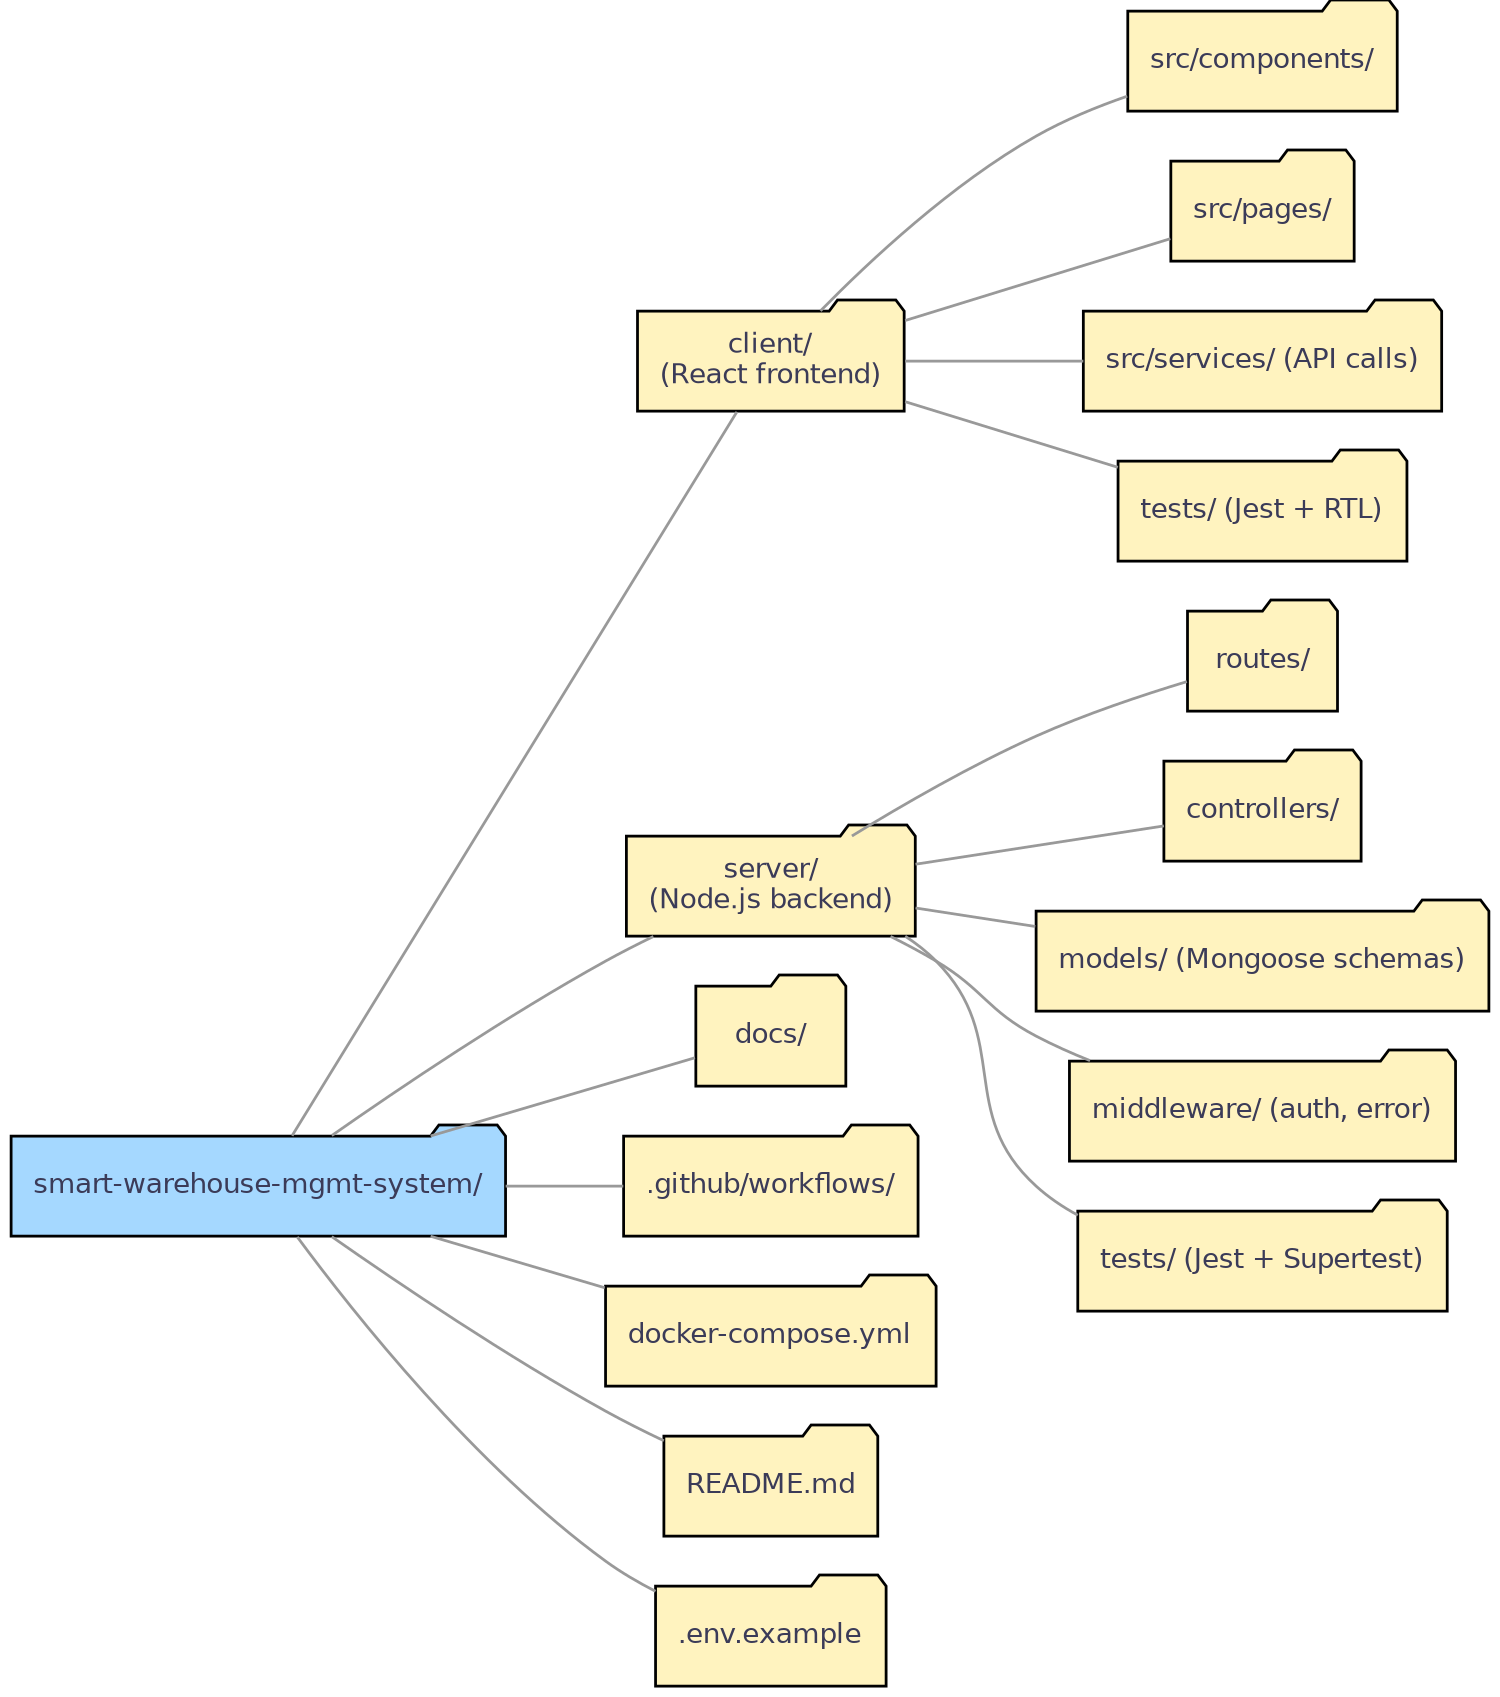 src/components/
src/pages/
client/
(React frontend)
src/services/ (API calls)
tests/ (Jest + RTL)
routes/
controllers/
server/
(Node.js backend)
models/ (Mongoose schemas)
docs/
middleware/ (auth, error)
smart-warehouse-mgmt-system/
.github/workflows/
tests/ (Jest + Supertest)
docker-compose.yml
README.md
.env.example